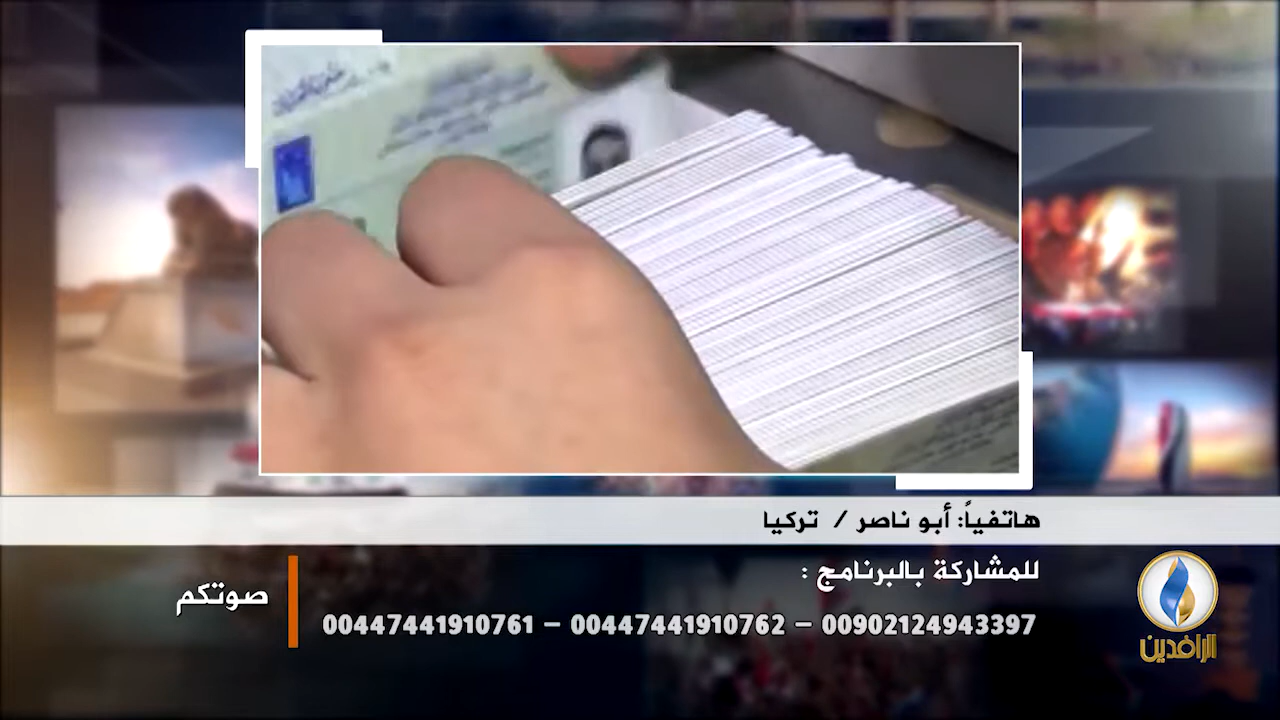 هاتفياً: أبو ناصر / تركيا
للمشاركة بالبرنامج :
صوتكم
00447441910761 – 00447441910762 – 00902124943397
الرافدين